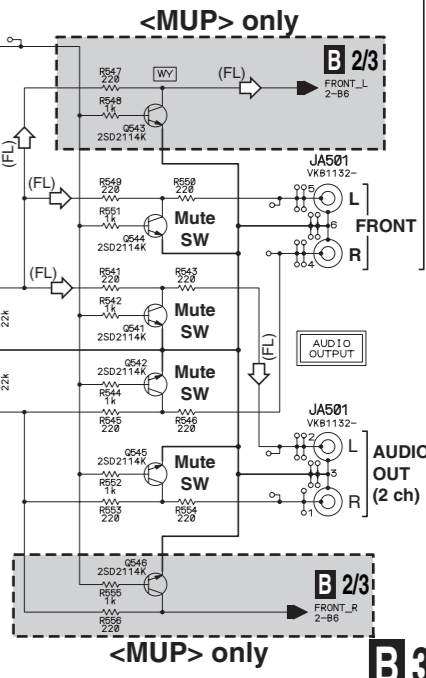 <MUP> only
B 2/3
R547
220
WY
(FL)
FRONT_L
2-B6
R548
1k
Q543
2SD2114K
(FL)
JA501
VKB1132-
(FL)
R549
220
R550
220
5
L
R551
1k
Mute
SW
6
FRONT
Q544
2SD2114K
R
4
(FL)
R541
220
R543
220
R542
1k
Mute
SW
22k
Q541
2SD2114K
(FL)
AUDIO
OUTPUT
Q542
2SD2114K
Mute
SW
22k
R544
1k
R545
220
R546
220
JA501
VKB1132-
2
L
Q545
2SD2114K
Mute
SW
3
AUDIO
OUT
(2 ch)
R552
1k
R553
220
R554
220
R
1
Q546
2SD2114K
B 2/3
R555
1k
FRONT_R
2-B6
R556
220
<MUP> only
B 3